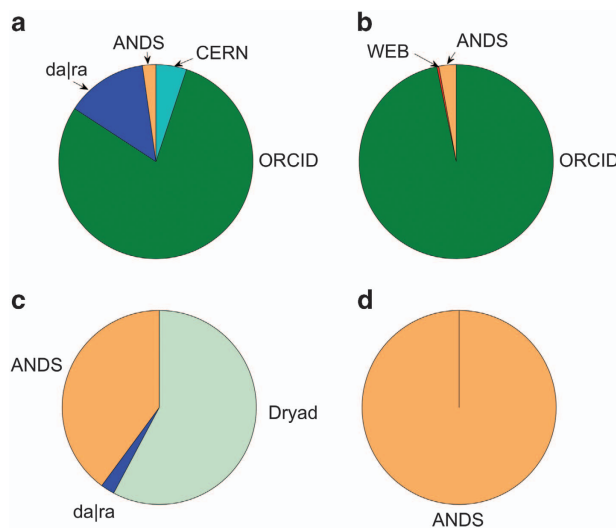 a
ANDS
CERN
da|ra
ORCID
b
WEB
ANDS
ORCID
c
ANDS
Dryad
da|ra
d
ANDS